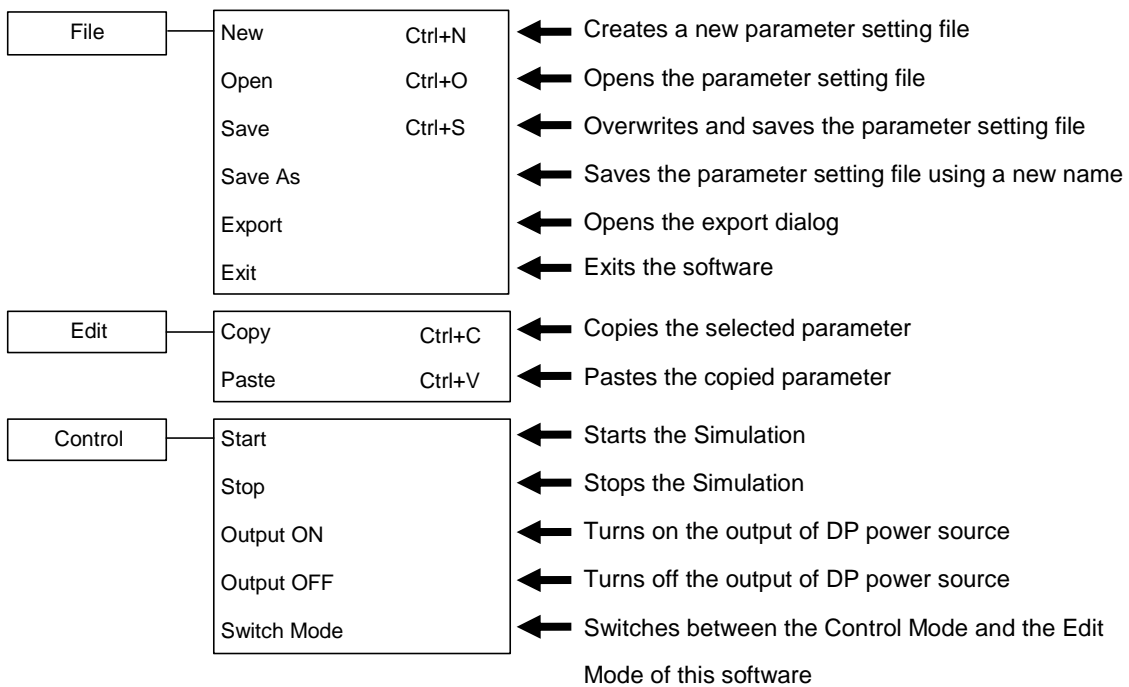 File New Ctrl+N Creates a new parameter setting file
Open Ctrl+O Opens the parameter setting file
Save Ctrl+S Overwrites and saves the parameter setting file
Save As Saves the parameter setting file using a new name
Export Opens the export dialog
Exit Exits the software
Edit Copy Ctrl+C Copies the selected parameter
Paste Ctrl+V Pastes the copied parameter
Control Start Starts the Simulation
Stop Stops the Simulation
Output ON Turns on the output of DP power source
Output OFF Turns off the output of DP power source
Switch Mode Switches between the Control Mode and the Edit
Mode of this software